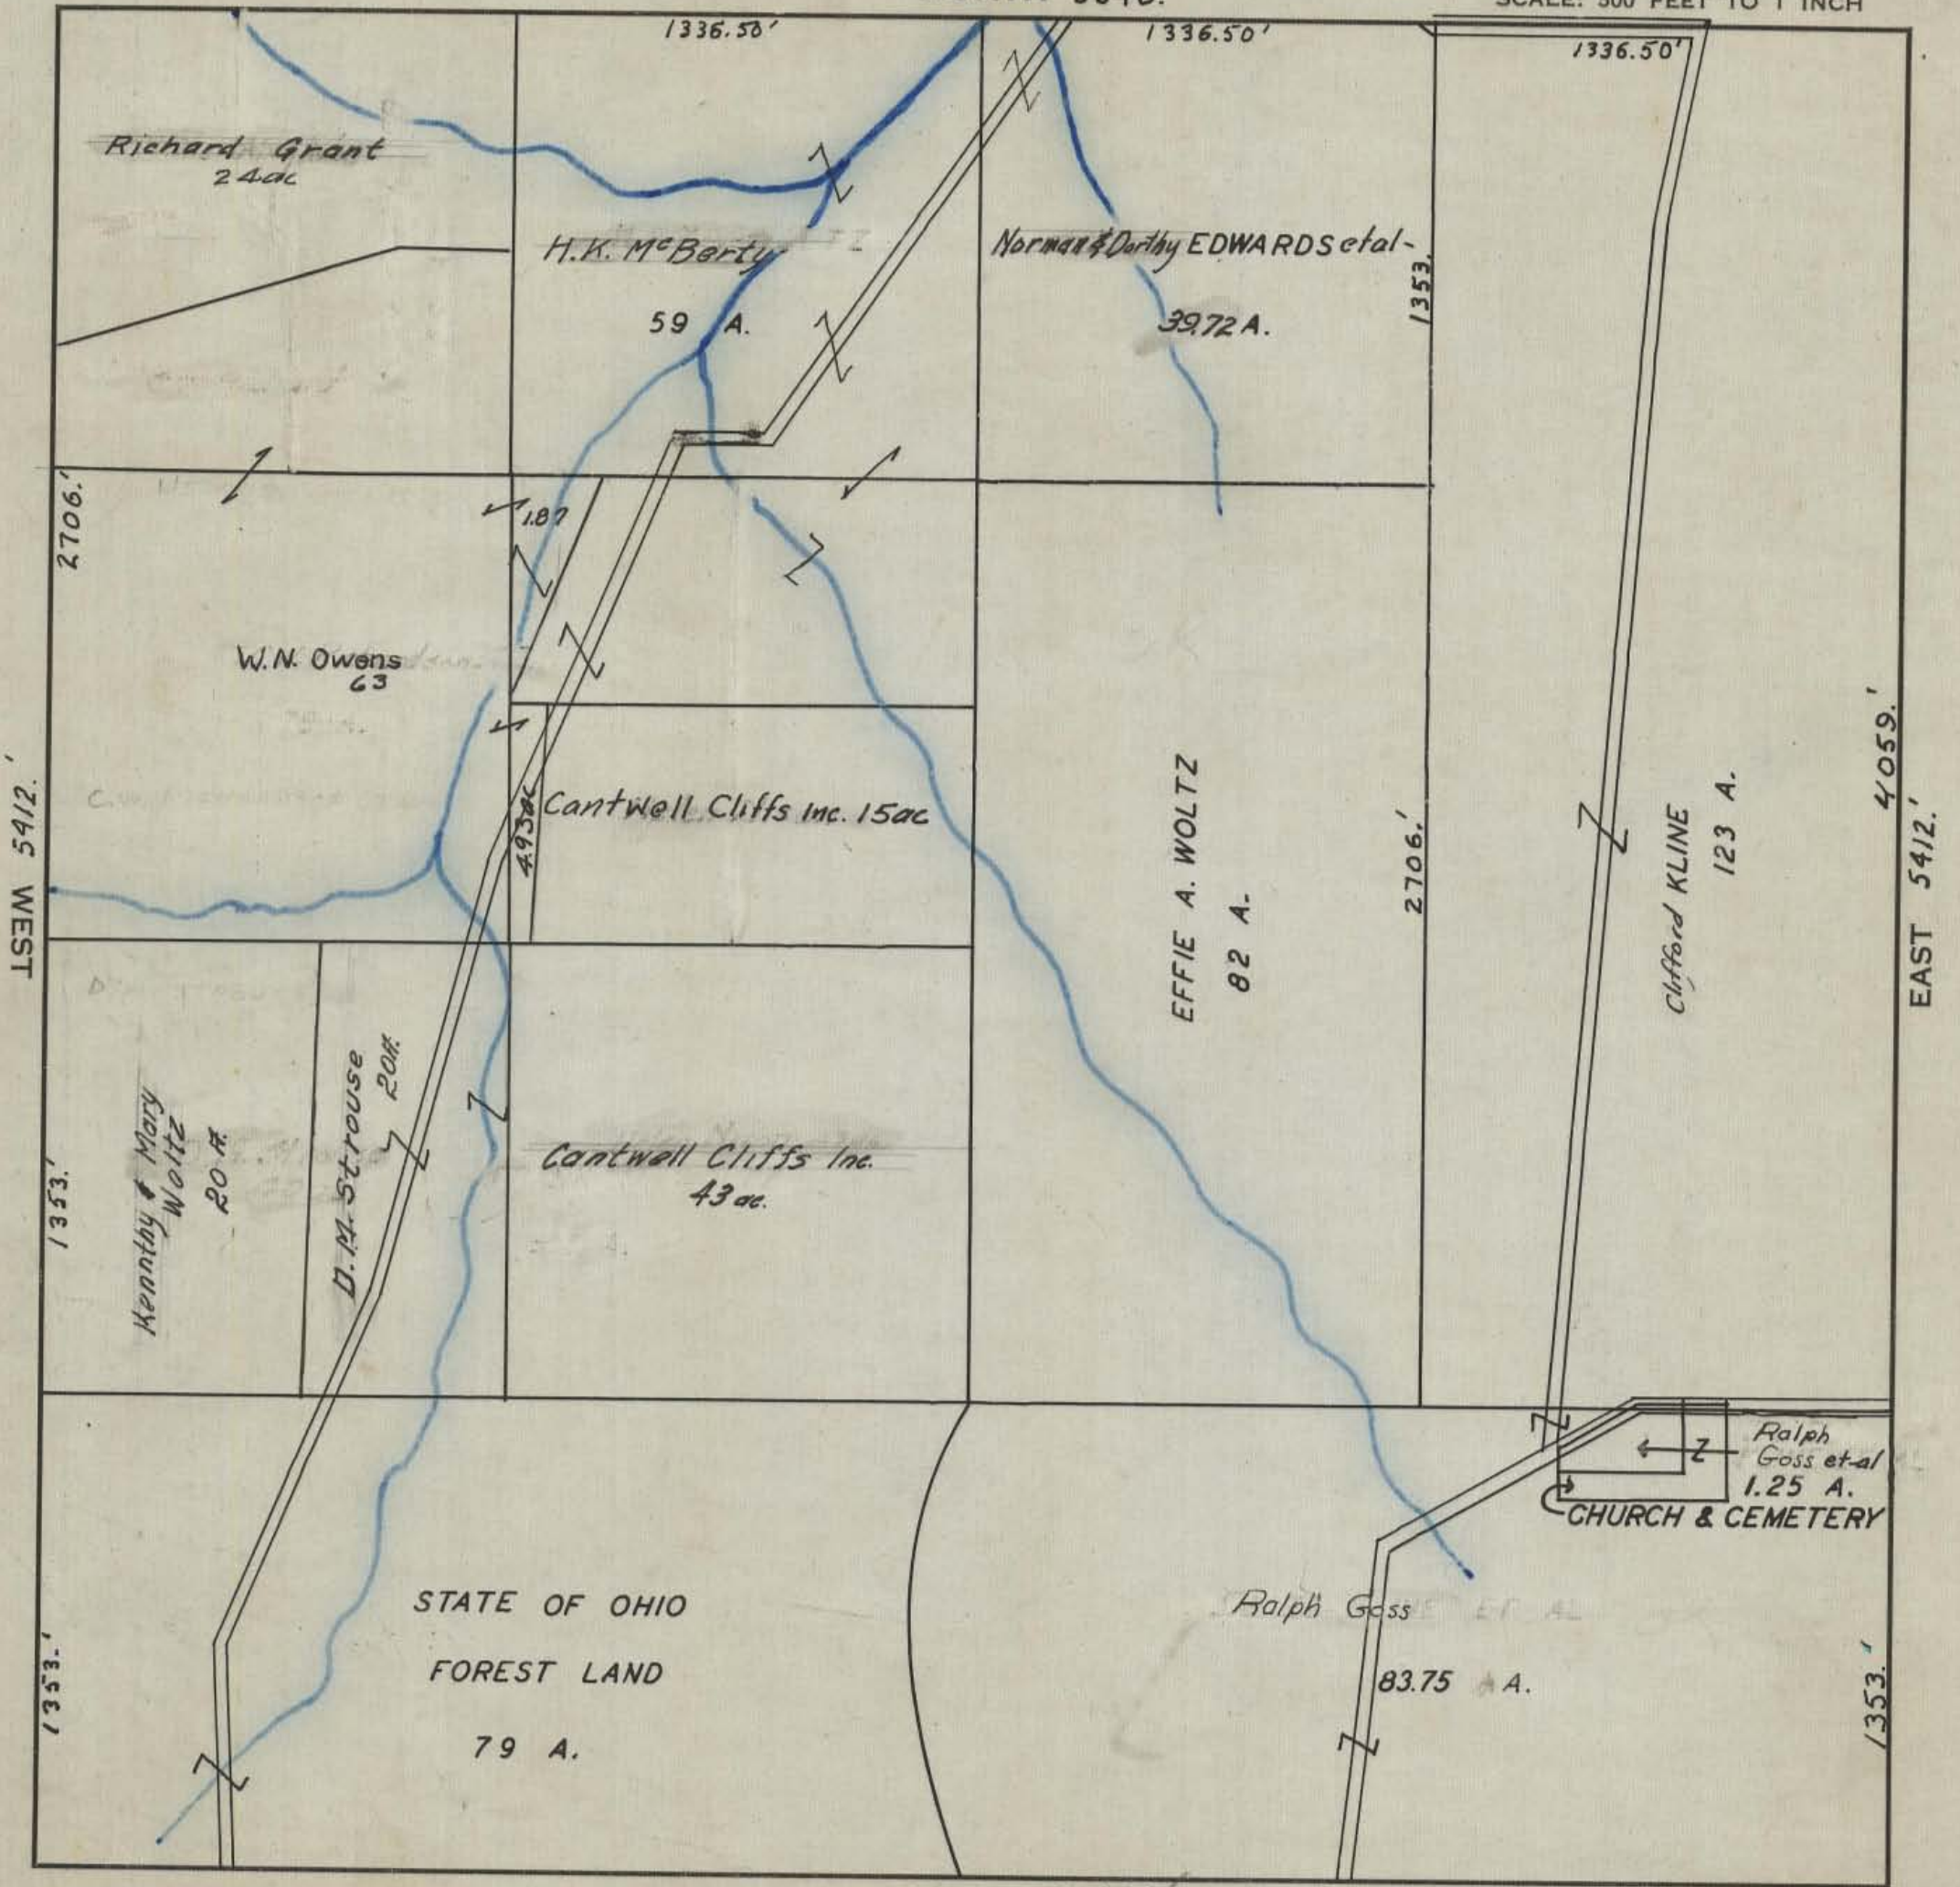 SCALE: 500 FEET TO 1 INCH
1336.50'
1336.50'
1336.50'
Richard Grant
24ac
H.K. McBerty
59 A.
Norman & Dorthy EDWARDS etal-
39.72 A.
1353.
2706.'
1.87
W.N. Owens
63
WEST 5412.'
4.93ac
Cantwell Cliffs Inc. 15ac
EFFIE A. WOLTZ
82 A.
2706.'
Clifford KLINE
123 A.
4059.'
EAST 5412.'
1353.'
Kennthy & Mary
Woltz
20 A.
D.M. Strouse
20A.
Cantwell Cliffs Inc.
43 ac.
Ralph
Goss et-al
1.25 A.
CHURCH & CEMETERY
1353.'
STATE OF OHIO
FOREST LAND
79 A.
Ralph Goss
83.75 A.
1353.'